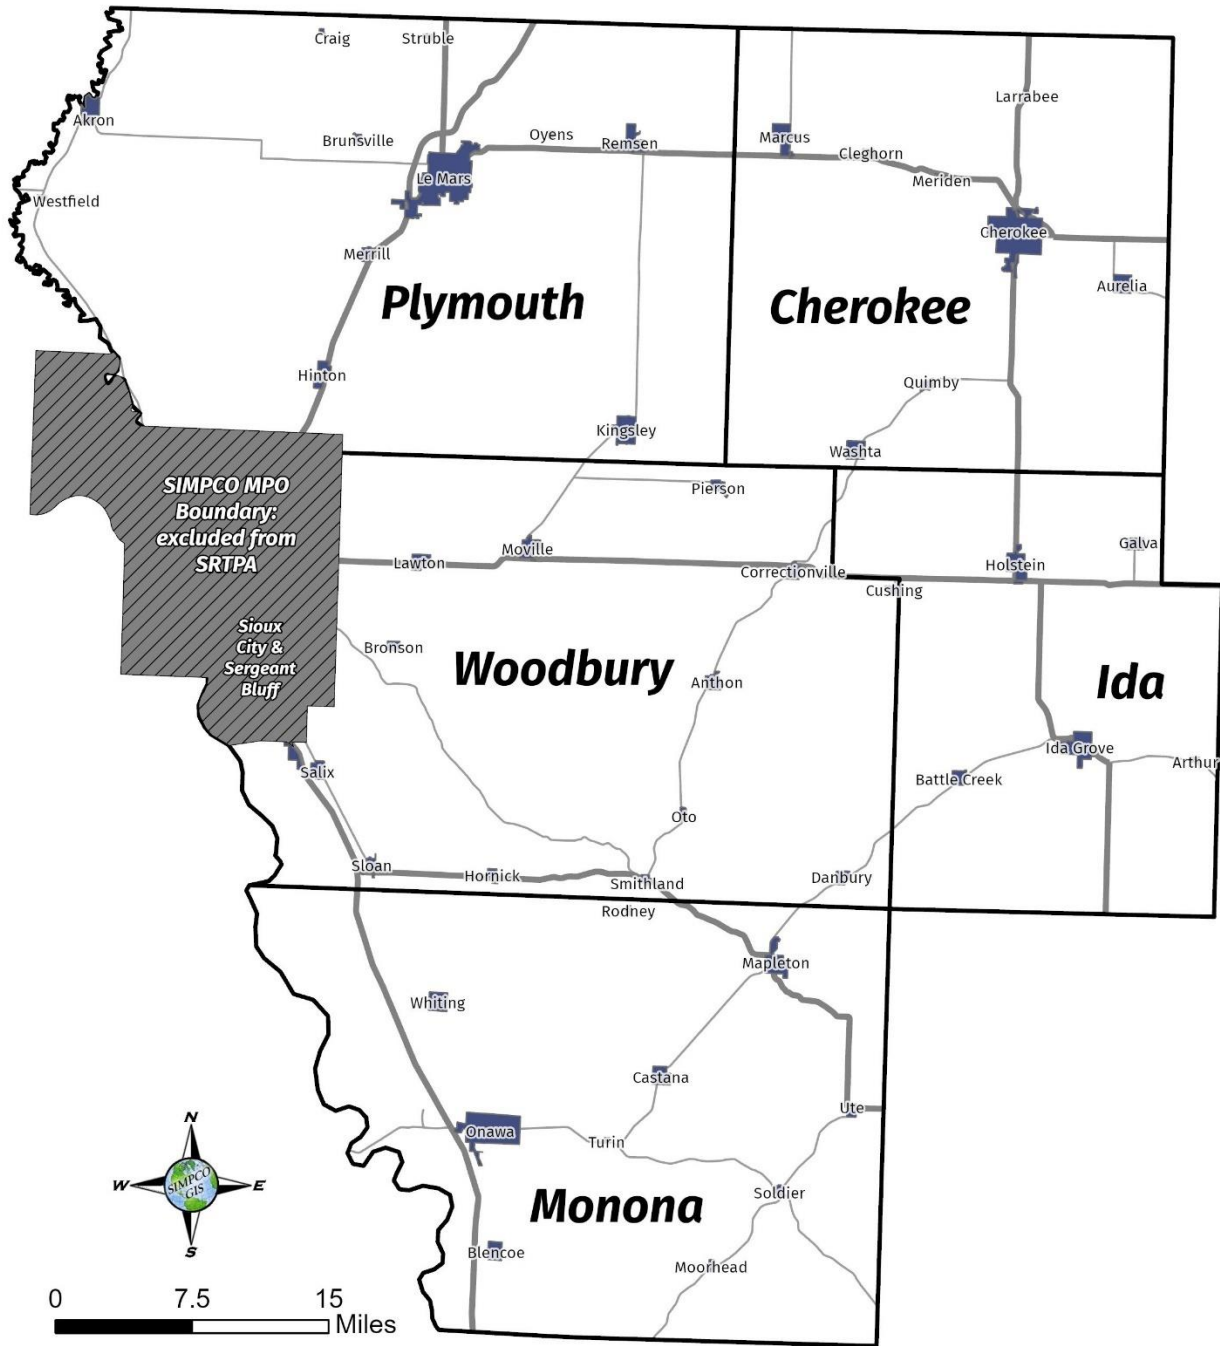 Craig
Struble
Larrabee
Akron
Brunsville
Oyens
Remsen
Marcus
Cleghorn
Le Mars
Meriden
Westfield
Cherokee
Merrill
Aurelia
Plymouth
Cherokee
Hinton
Quimby
Kingsley
Washta
SIMPCO MPO
Boundary:
excluded from
SRTPA
Pierson
Moville
Lawton
Correctionville
Holstein
Galva
Cushing
Sioux
City &
Sergeant
Bluff
Bronson
Woodbury
Anthon
Ida
Ida Grove
Arthur
Salix
Battle Creek
Oto
Sloan
Hornick
Smithland
Danbury
Rodney
Mapleton
Whiting
Castana
Ute
Onawa
Turin
N
W
SIMPCO
GIS
E
S
Soldier
Monona
Blencoe
Moorhead
0 7.5 15
Miles